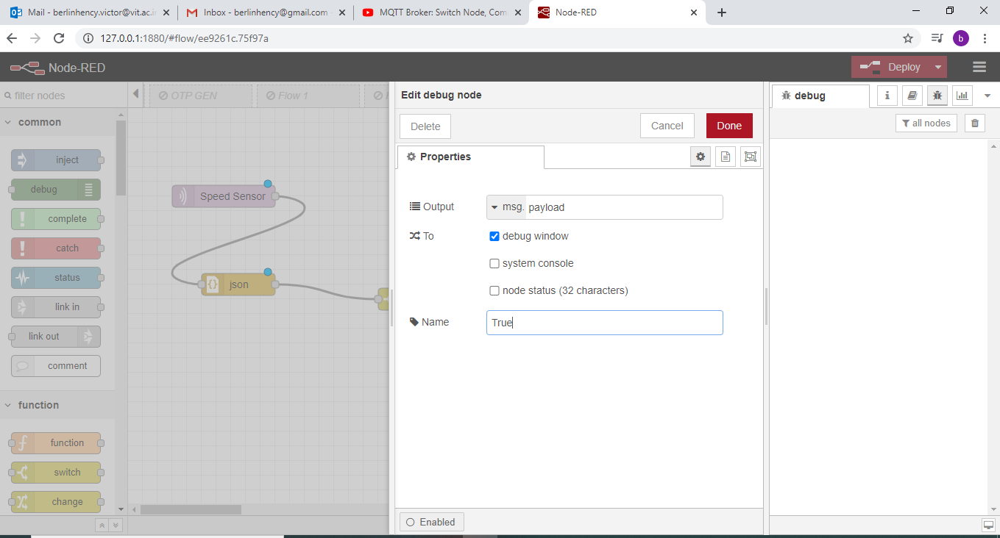 Mail - berlinhency.victor@vit.ac.i
Inbox - berlinhency@gmail.com
MQTT Broker: Switch Node, Com
Node-RED
127.0.0.1:1880/#flow/ee9261c.75f97a
b
Node-RED
Deploy
filter nodes
OTP GEN
Flow 1
Edit debug node
debug
Delete
Cancel
Done
all nodes
common
inject
debug
complete
catch
status
link in
link out
comment
function
function
switch
change
Speed Sensor
json
Properties
Output
msg. payload
To
debug window
system console
node status (32 characters)
Name
True
Enabled